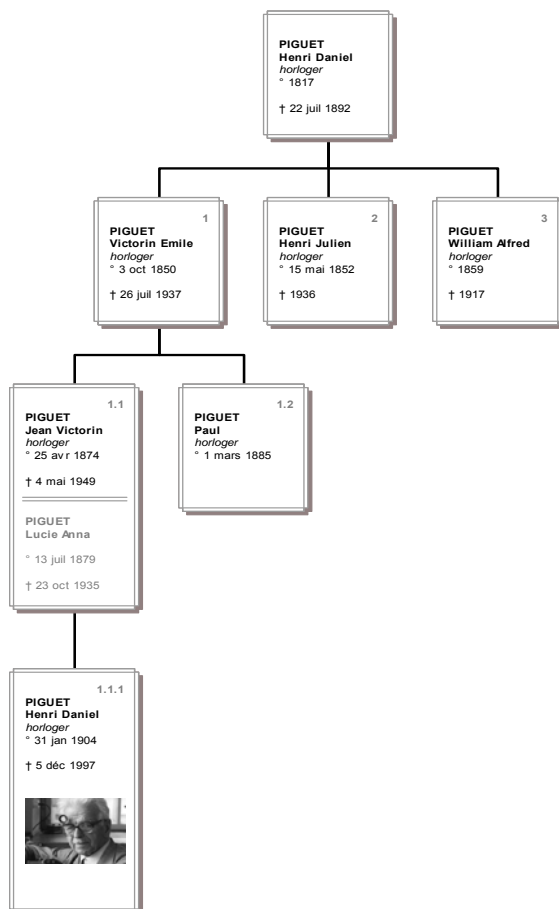 PIGUET
Henri Daniel
horloger
° 1817
† 22 juil 1892
1
PIGUET
Victorin Emile
horloger
° 3 oct 1850
† 26 juil 1937
2
PIGUET
Henri Julien
horloger
° 15 mai 1852
† 1936
3
PIGUET
William Alfred
horloger
° 1859
† 1917
1.1
PIGUET
Jean Victorin
horloger
° 25 avr 1874
† 4 mai 1949
PIGUET
Lucie Anna
° 13 juil 1879
† 23 oct 1935
1.2
PIGUET
Paul
horloger
° 1 mars 1885
1.1.1
PIGUET
Henri Daniel
horloger
° 31 jan 1904
† 5 déc 1997